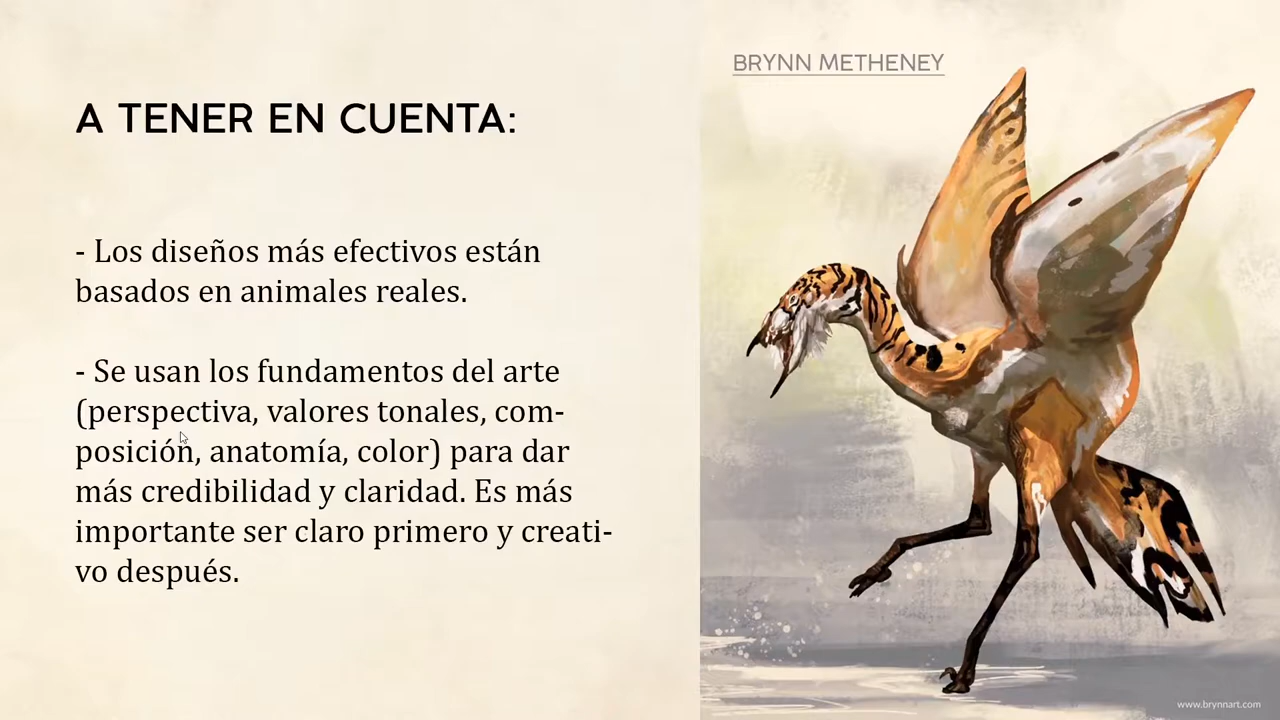 A TENER EN CUENTA:
- Los diseños más efectivos están
basados en animales reales.
- Se usan los fundamentos del arte
(perspectiva, valores tonales, com-
posición, anatomía, color) para dar
más credibilidad y claridad. Es más
importante ser claro primero y creati-
vo después.
BRYNN METHENEY
www.brynnart.com